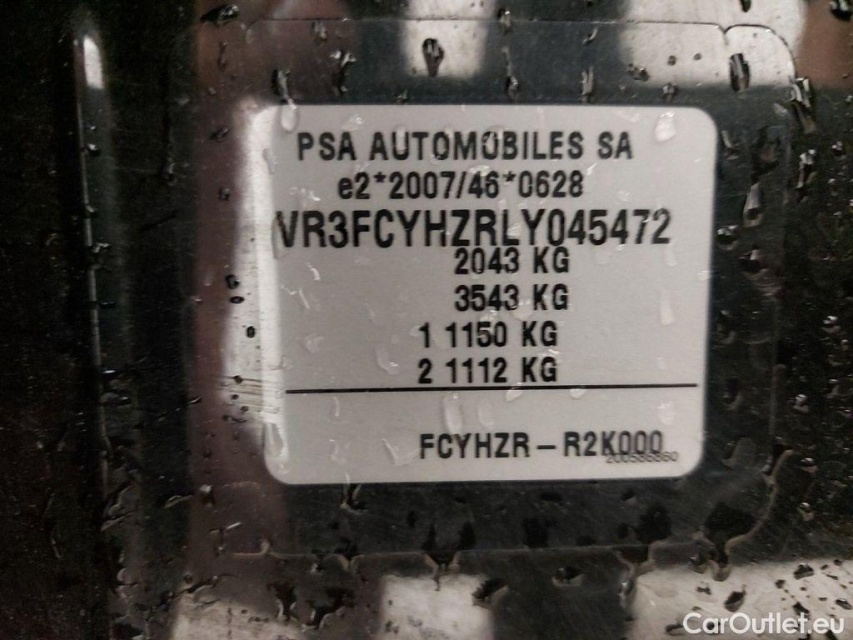 PSA AUTOMOBILES SA
e2*2007/46*0628
VR3FCYHZRLY045472
2043 KG
3543 KG
1 1150 KG
2 1112 KG
FCYHZR – R2K000
CarOutlet.eu